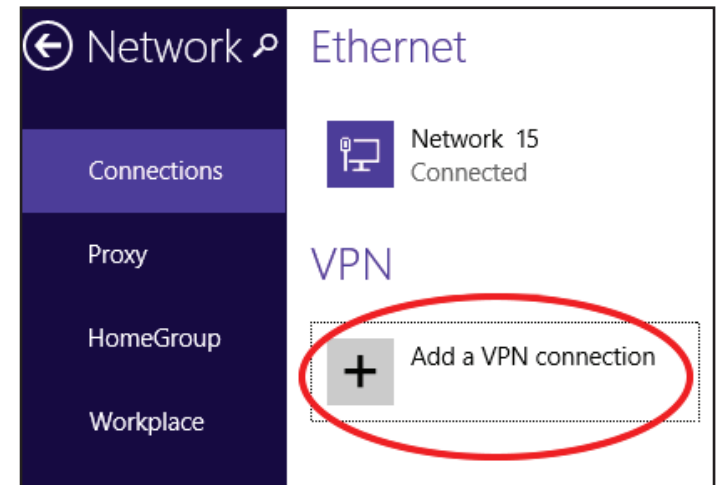 Network
Connections
Proxy
HomeGroup
Workplace
Ethernet
Network 15
Connected
VPN
Add a VPN connection